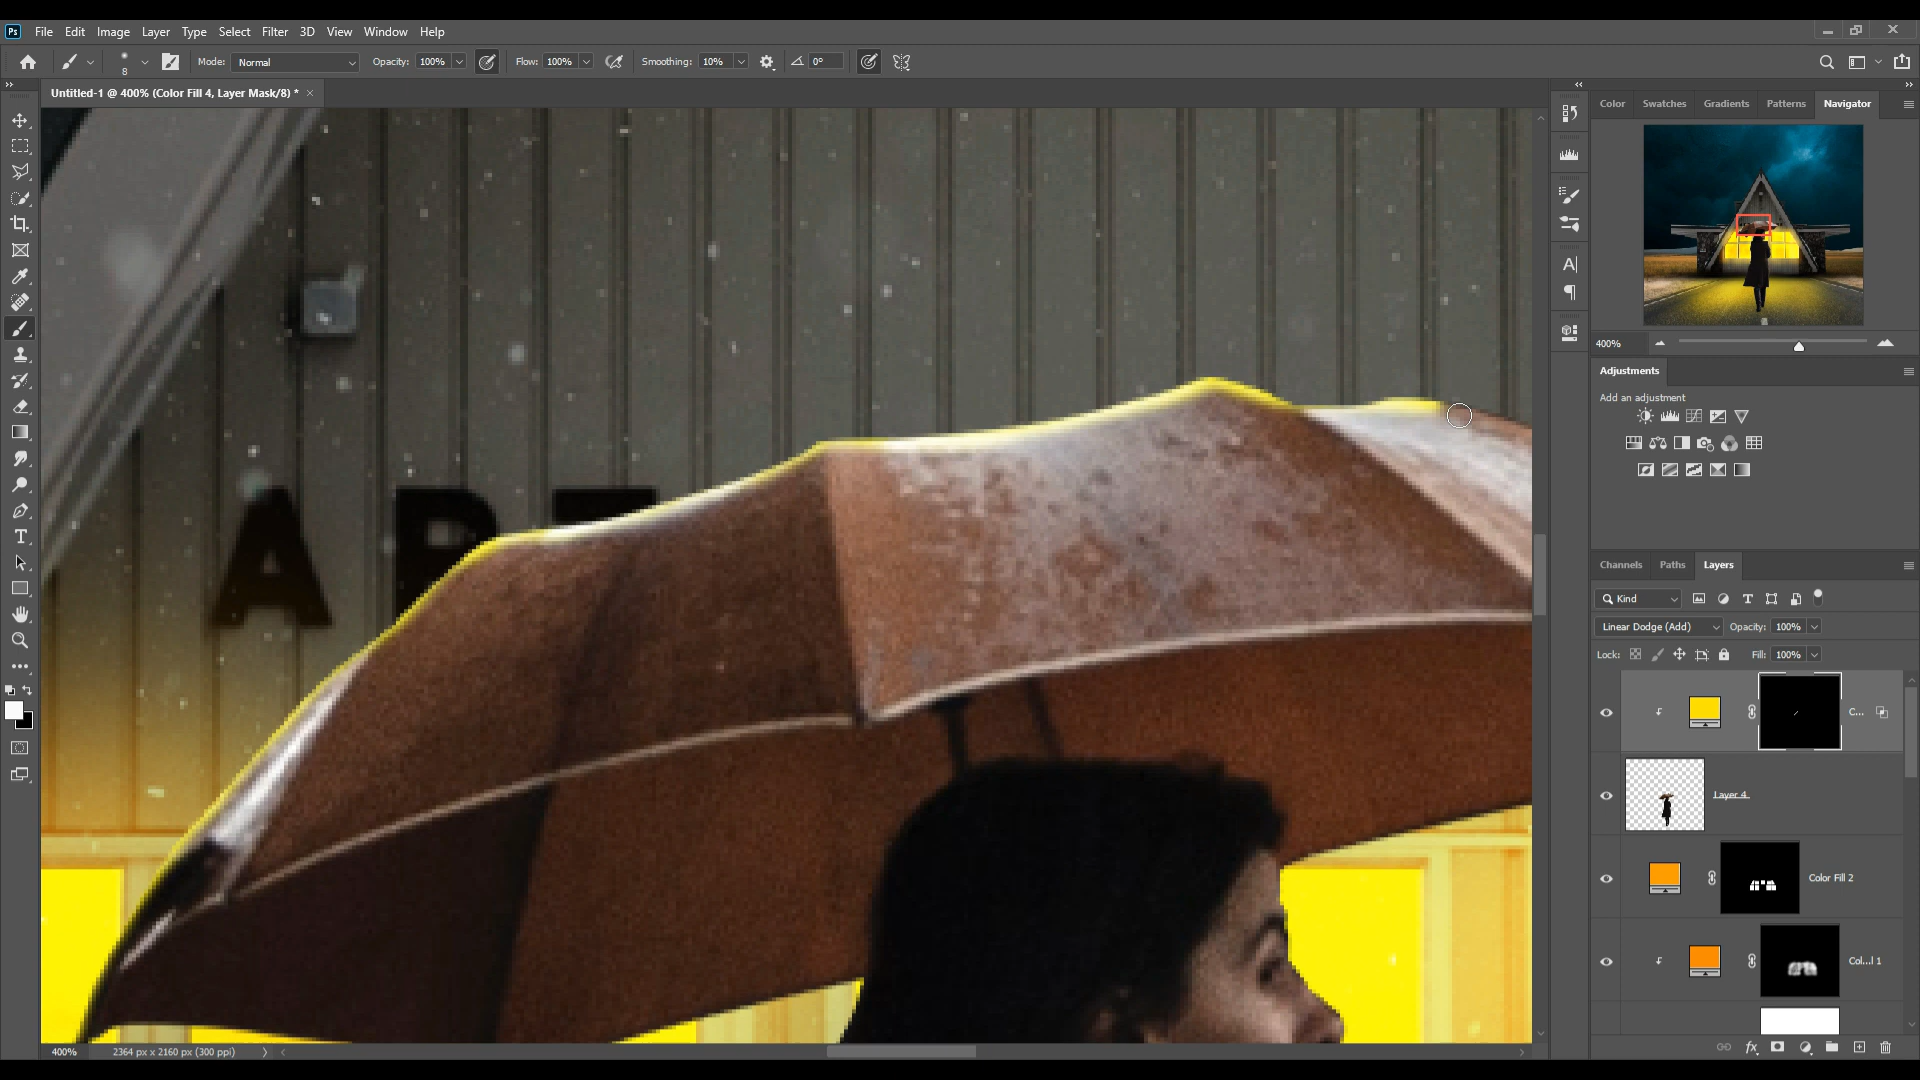 Ps File Edit Image Layer Type Select Filter 3D View Window Help
8 Mode: Normal Opacity: 100% Flow: 100% Smoothing: 10% 0°
Untitled-1 @ 400% (Color Fill 4, Layer Mask/8) * ×
Color Swatches Gradients Patterns Navigator
400%
Adjustments
Add an adjustment
Channels Paths Layers
Kind
Linear Dodge (Add) Opacity: 100%
Lock: Fill: 100%
C...
Layer 4
Color Fill 2
Col...l 1
A
400% 2364 px x 2160 px (300 ppi)